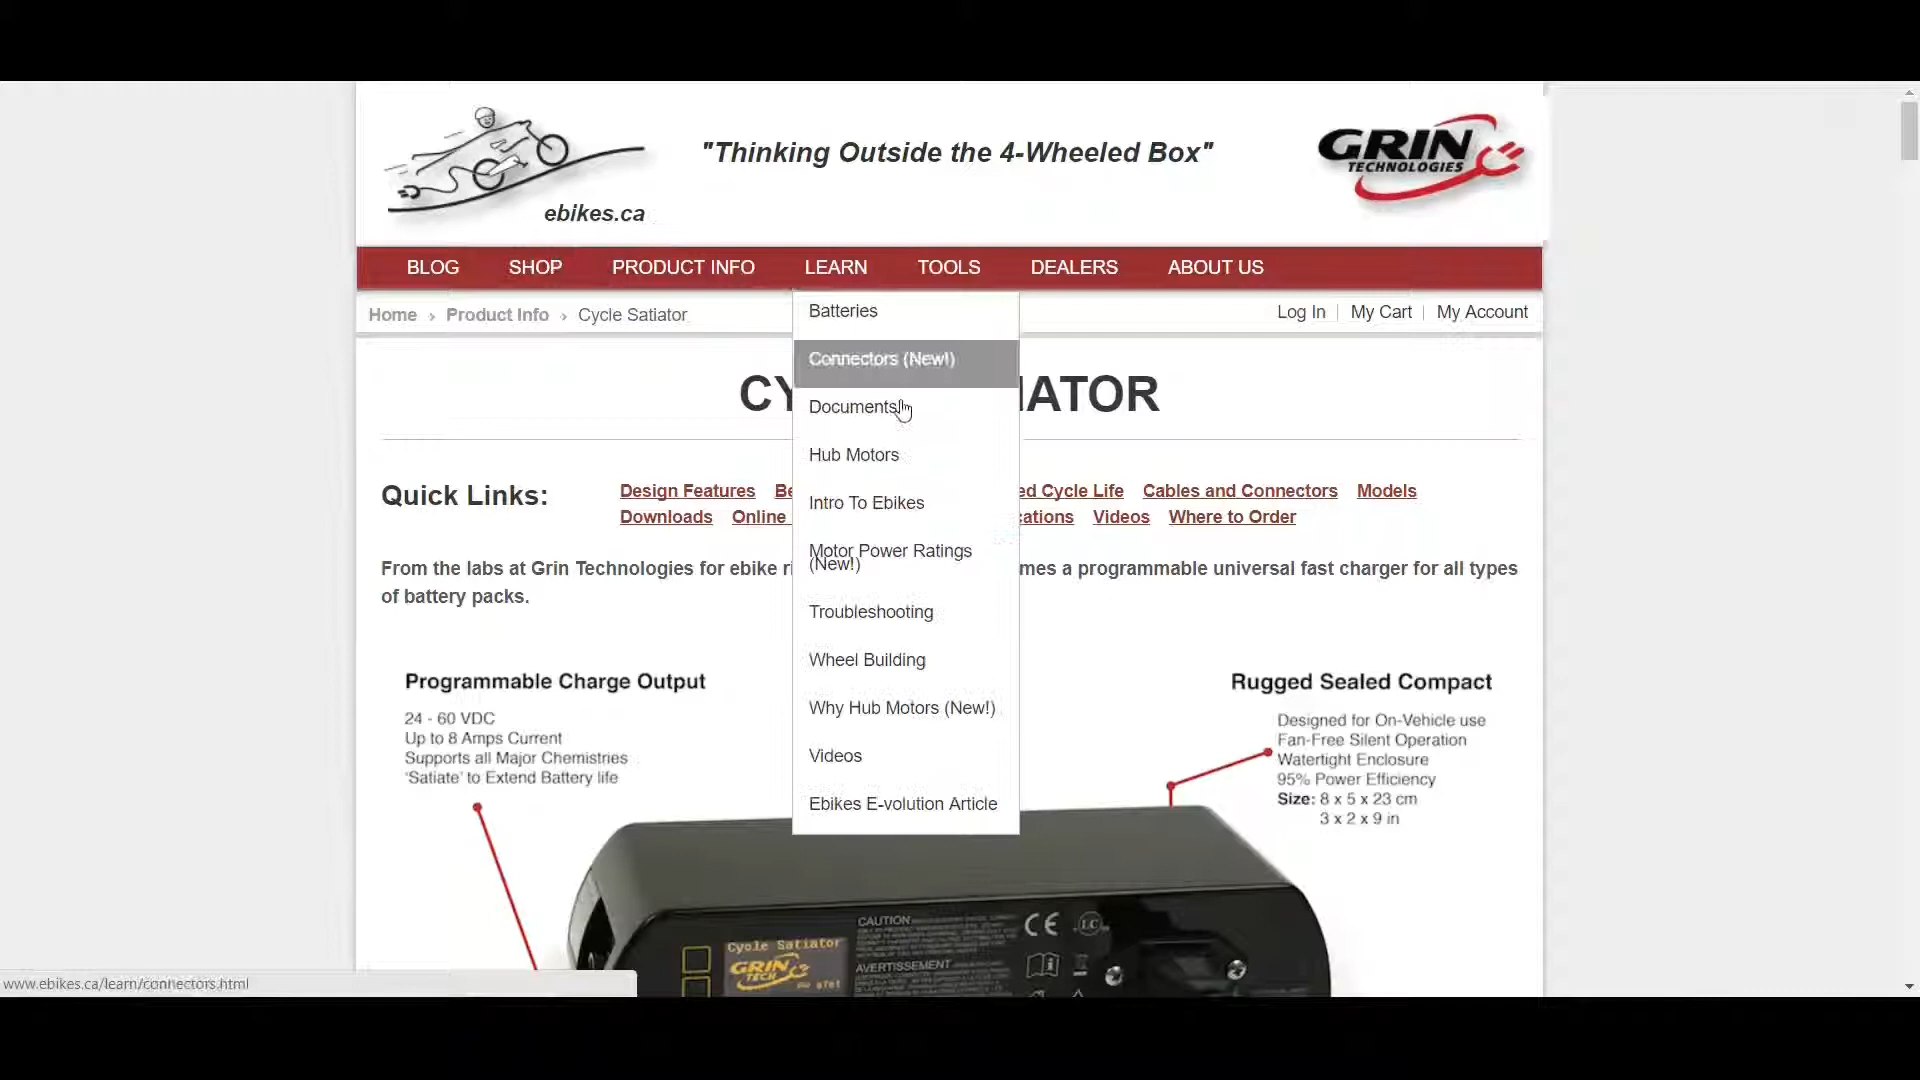 "Thinking Outside the 4-Wheeled Box"
GRIN
TECHNOLOGIES
ebikes.ca
BLOG SHOP PRODUCT INFO LEARN TOOLS DEALERS ABOUT US
Home › Product Info › Cycle Satiator
Log In My Cart My Account
Batteries
Connectors (New!)
Documents
Hub Motors
Intro To Ebikes
Motor Power Ratings
(New!)
Troubleshooting
Wheel Building
Why Hub Motors (New!)
Videos
Ebikes E-volution Article
CY IATOR
Quick Links:
Design Features Be ed Cycle Life Cables and Connectors Models
Downloads Online cations Videos Where to Order
From the labs at Grin Technologies for ebike ri mes a programmable universal fast charger for all types
of battery packs.
Programmable Charge Output
24 - 60 VDC
Up to 8 Amps Current
Supports all Major Chemistries
'Satiate' to Extend Battery life
Rugged Sealed Compact
Designed for On-Vehicle use
Fan-Free Silent Operation
Watertight Enclosure
95% Power Efficiency
Size: 8 x 5 x 23 cm
3 x 2 x 9 in
Cycle Satiator
GRIN
TECH
CAUTION
AVERTISSEMENT
CE
www.ebikes.ca/learn/connectors.html